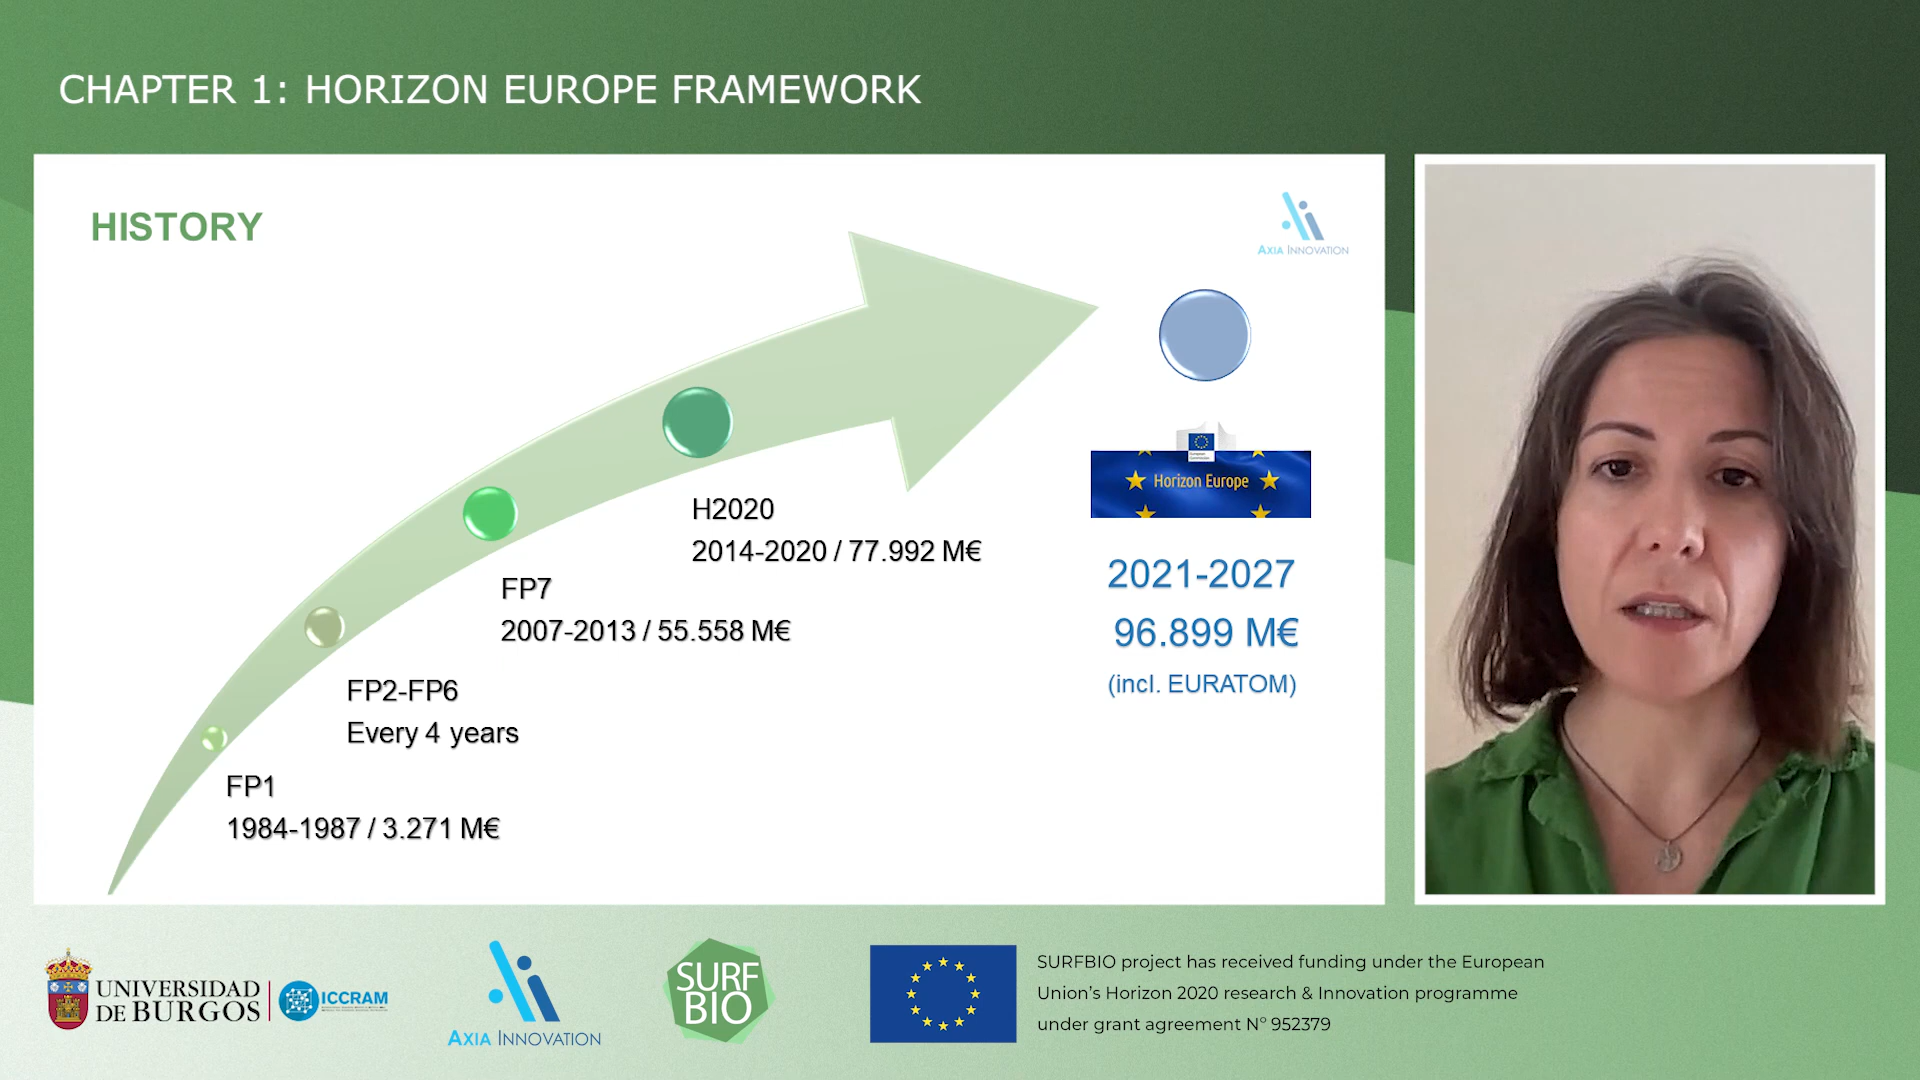 CHAPTER 1: HORIZON EUROPE FRAMEWORK
HISTORY
AXIA INNOVATION
Horizon Europe
H2020
2014-2020 / 77.992 M€
FP7
2007-2013 / 55.558 M€
FP2-FP6
Every 4 years
FP1
1984-1987 / 3.271 M€
2021-2027
96.899 M€
(incl. EURATOM)
UNIVERSIDAD
DE BURGOS
ICCRAM
AXIA INNOVATION
SURF
BIO
SURFBIO project has received funding under the European
Union's Horizon 2020 research & Innovation programme
under grant agreement Nº 952379